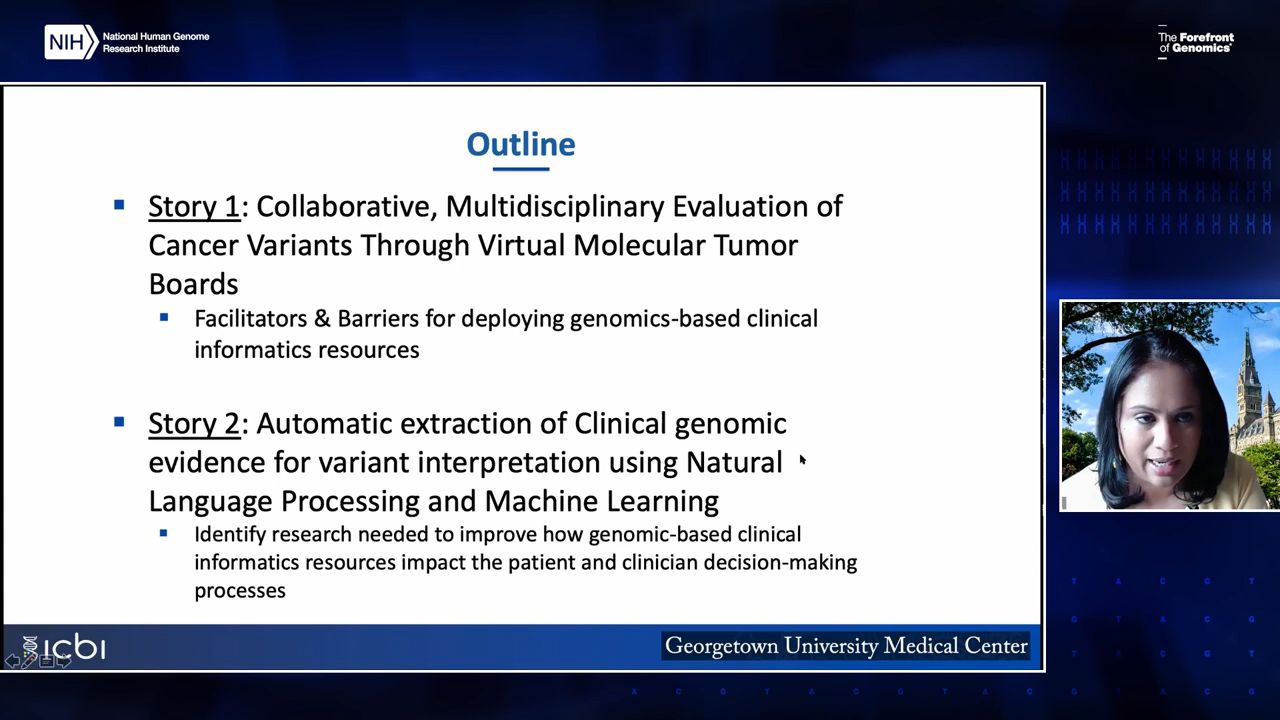 NIH
National Human Genome
Research Institute
The Forefront
of Genomics®
Outline
Story 1: Collaborative, Multidisciplinary Evaluation of
Cancer Variants Through Virtual Molecular Tumor
Boards
Facilitators & Barriers for deploying genomics-based clinical
informatics resources
Story 2: Automatic extraction of Clinical genomic
evidence for variant interpretation using Natural
Language Processing and Machine Learning
Identify research needed to improve how genomic-based clinical
informatics resources impact the patient and clinician decision-making
processes
ICBI
Georgetown University Medical Center
T A C G T